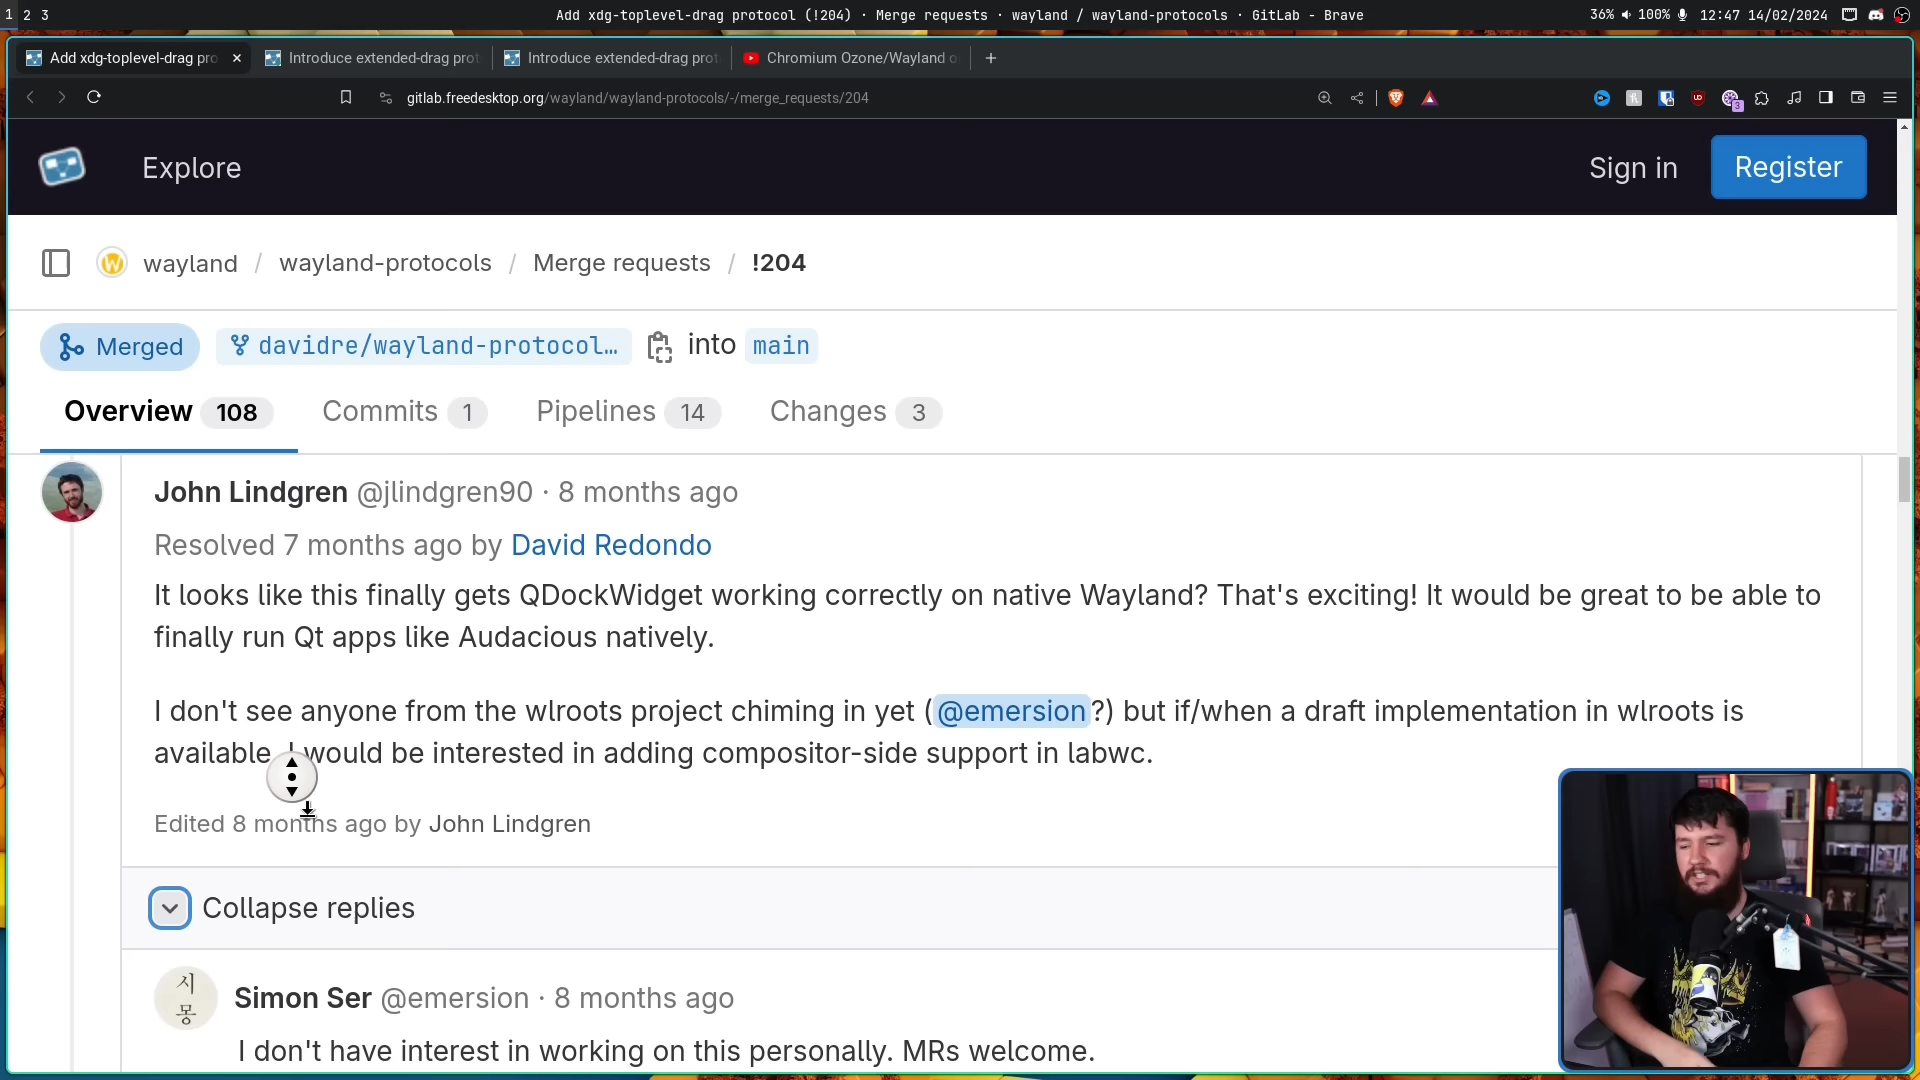 1 2 3
Add xdg-toplevel-drag protocol (!204) · Merge requests · wayland / wayland-protocols · GitLab - Brave
36% 100% 12:47 14/02/2024
Add xdg-toplevel-drag pro
Introduce extended-drag prot
Introduce extended-drag prot
Chromium Ozone/Wayland o
gitlab.freedesktop.org/wayland/wayland-protocols/-/merge_requests/204
3
Explore
Sign in
Register
wayland / wayland-protocols / Merge requests / !204
Merged davidre/wayland-protocol… into main
Overview 108 Commits 1 Pipelines 14 Changes 3
John Lindgren @jlindgren90 · 8 months ago
Resolved 7 months ago by David Redondo
It looks like this finally gets QDockWidget working correctly on native Wayland? That's exciting! It would be great to be able to
finally run Qt apps like Audacious natively.
I don't see anyone from the wlroots project chiming in yet (@emersion?) but if/when a draft implementation in wlroots is
available, I would be interested in adding compositor-side support in labwc.
Edited 8 months ago by John Lindgren
Collapse replies
시
몽
Simon Ser @emersion · 8 months ago
I don't have interest in working on this personally. MRs welcome.